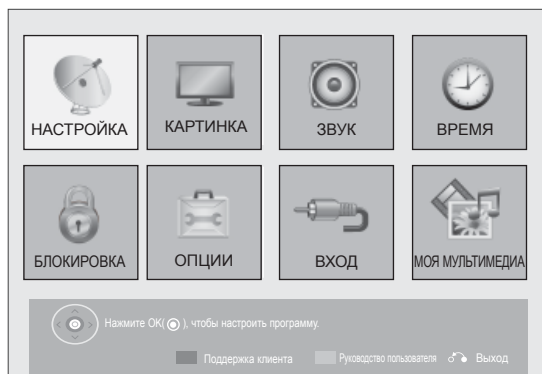 НАСТРОЙКА КАРТИНКА ЗВУК ВРЕМЯ
БЛОКИРОВКА ОПЦИИ ВХОД МОЯ МУЛЬТИМЕДИА
Нажмите OK( ), чтобы настроить программу.
Поддержка клиента Руководство пользователя Выход